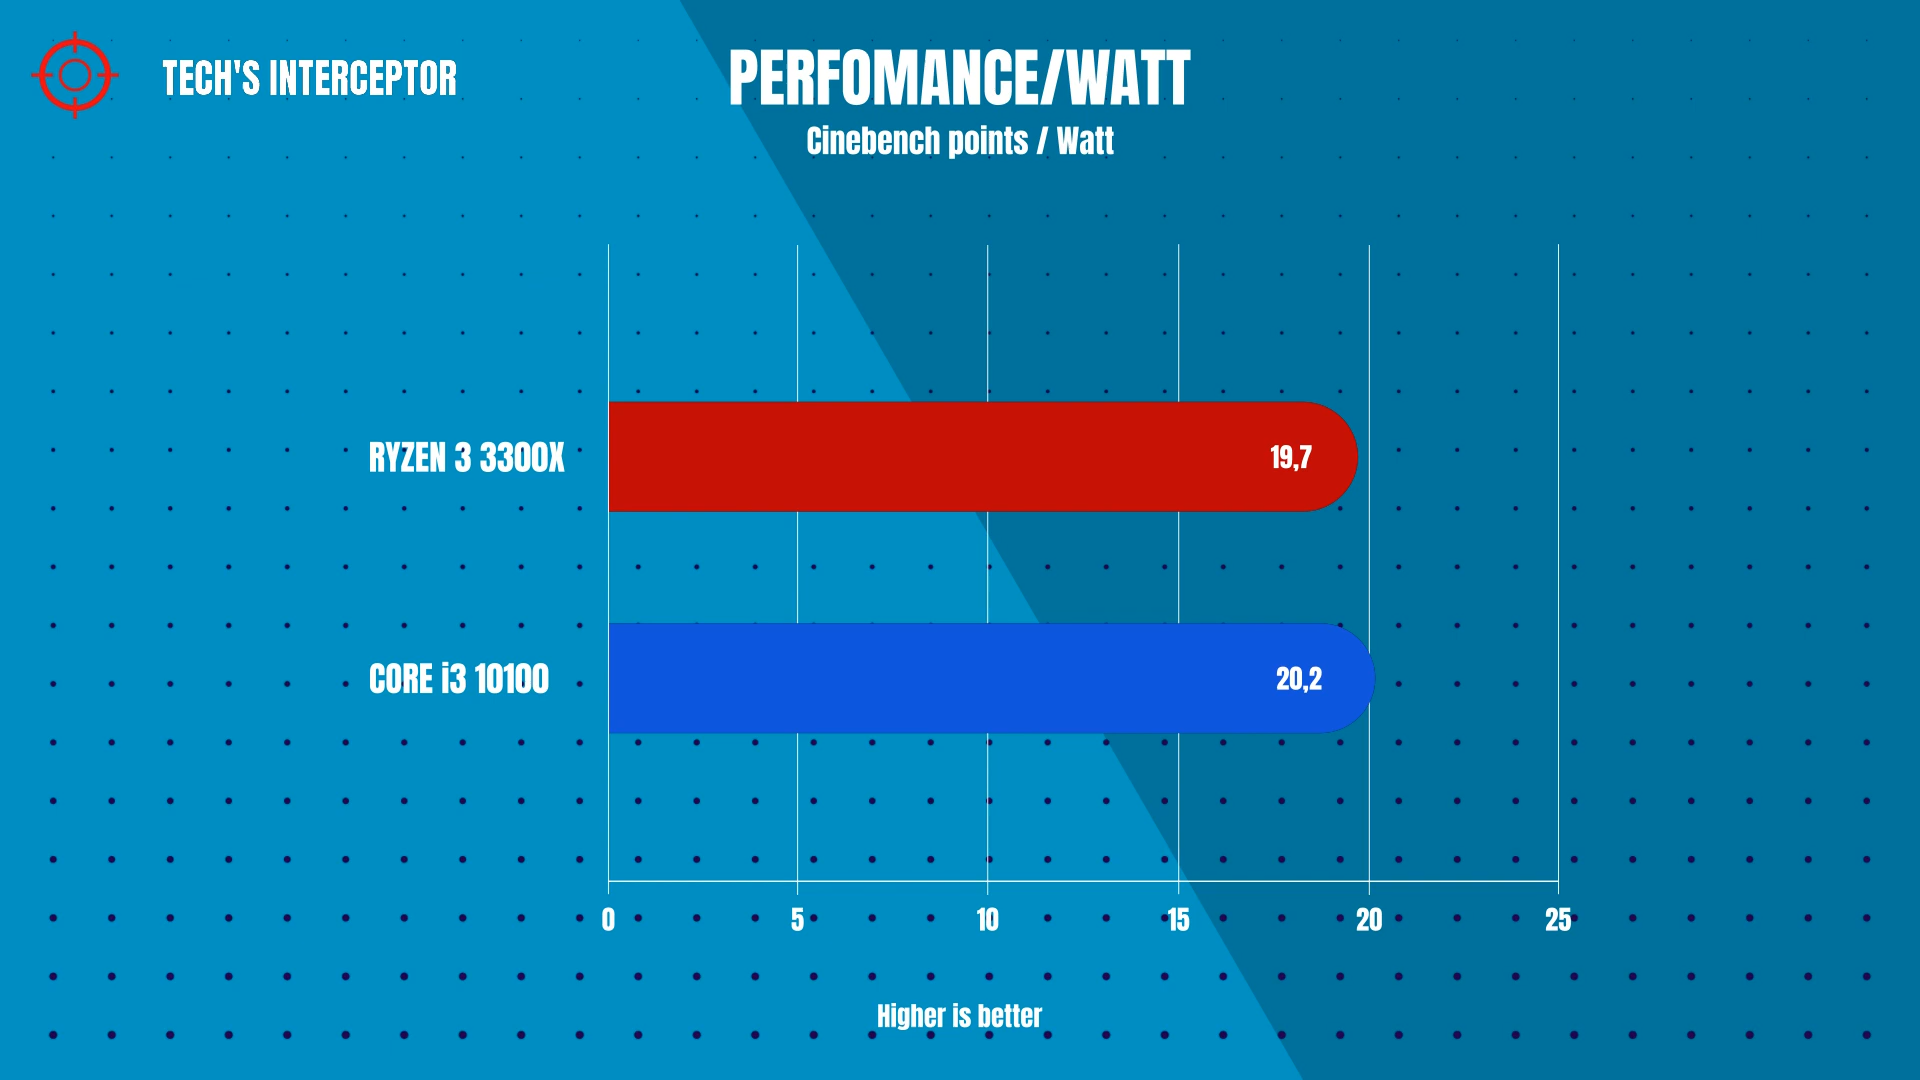 TECH'S INTERCEPTOR
PERFOMANCE/WATT
Cinebench points / Watt
RYZEN 3 3300X
19,7
CORE i3 10100
20,2
0 5 10 15 20 25
Higher is better